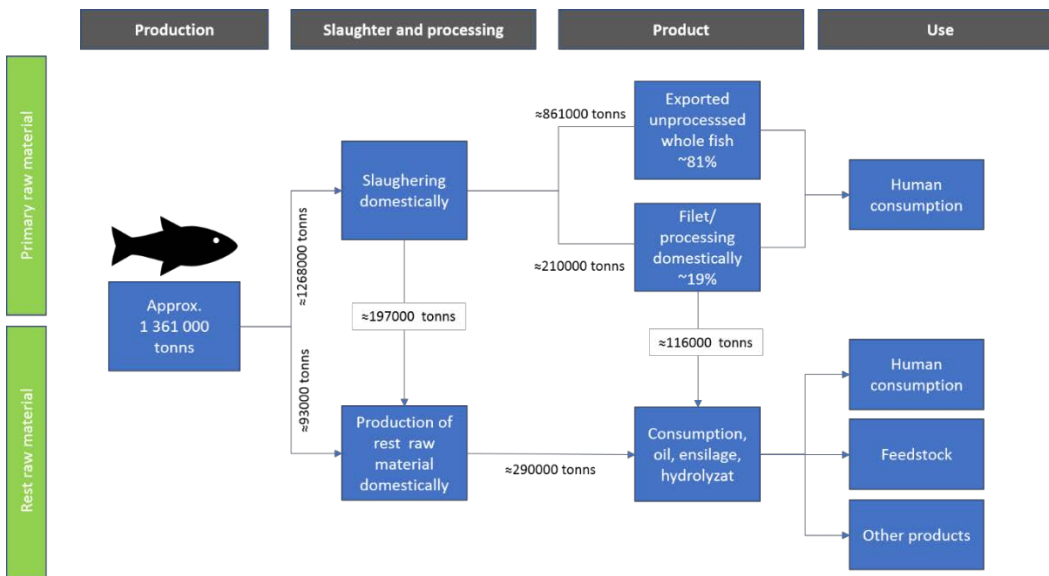 Production
Slaughter and processing
Product
Use
Primary raw material
Rest raw material
Approx.
1 361 000
tonns
≈1268000 tonns
≈93000 tonns
Slaughering
domestically
≈197000 tonns
Production of
rest raw
material
domestically
≈861000 tonns
≈210000 tonns
≈290000 tonns
Exported
unprocesssed
whole fish
~81%
Filet/
processing
domestically
~19%
≈116000 tonns
Consumption,
oil, ensilage,
hydrolyzat
Human
consumption
Human
consumption
Feedstock
Other products